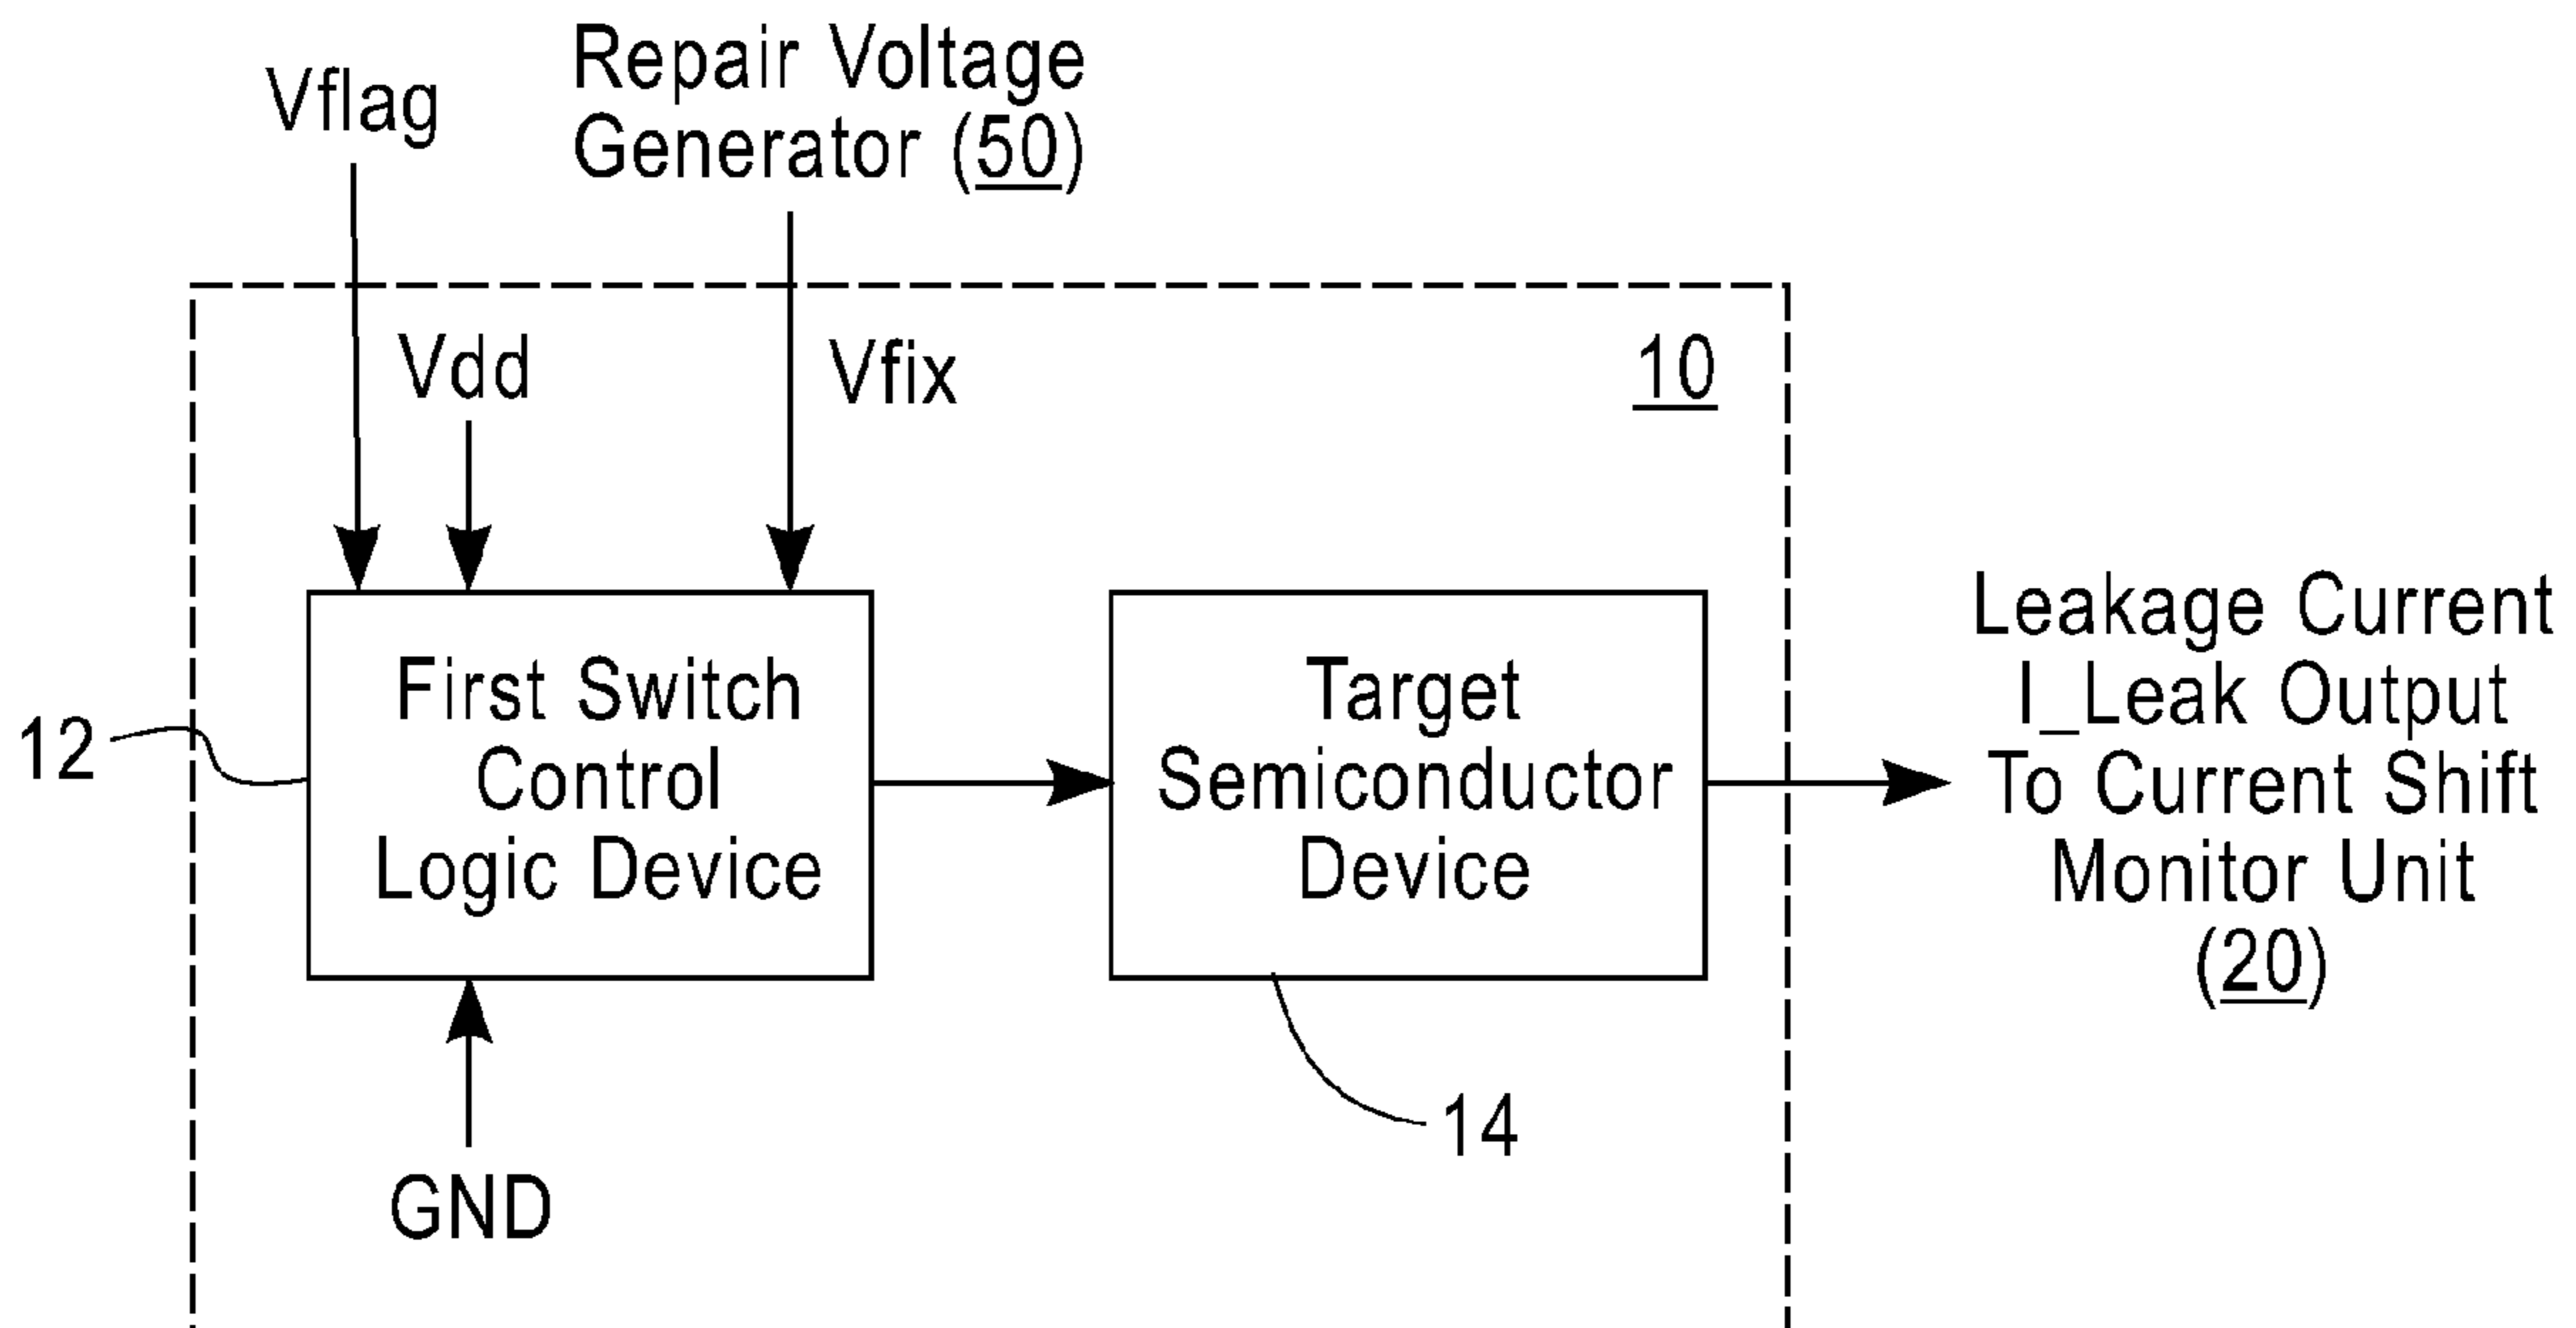 Vflag
Repair Voltage
Generator (50)
Vdd
Vfix
10
First Switch
Control
Logic Device
Target
Semiconductor
Device
Leakage Current
I_Leak Output
To Current Shift
Monitor Unit
(20)
12
14
GND